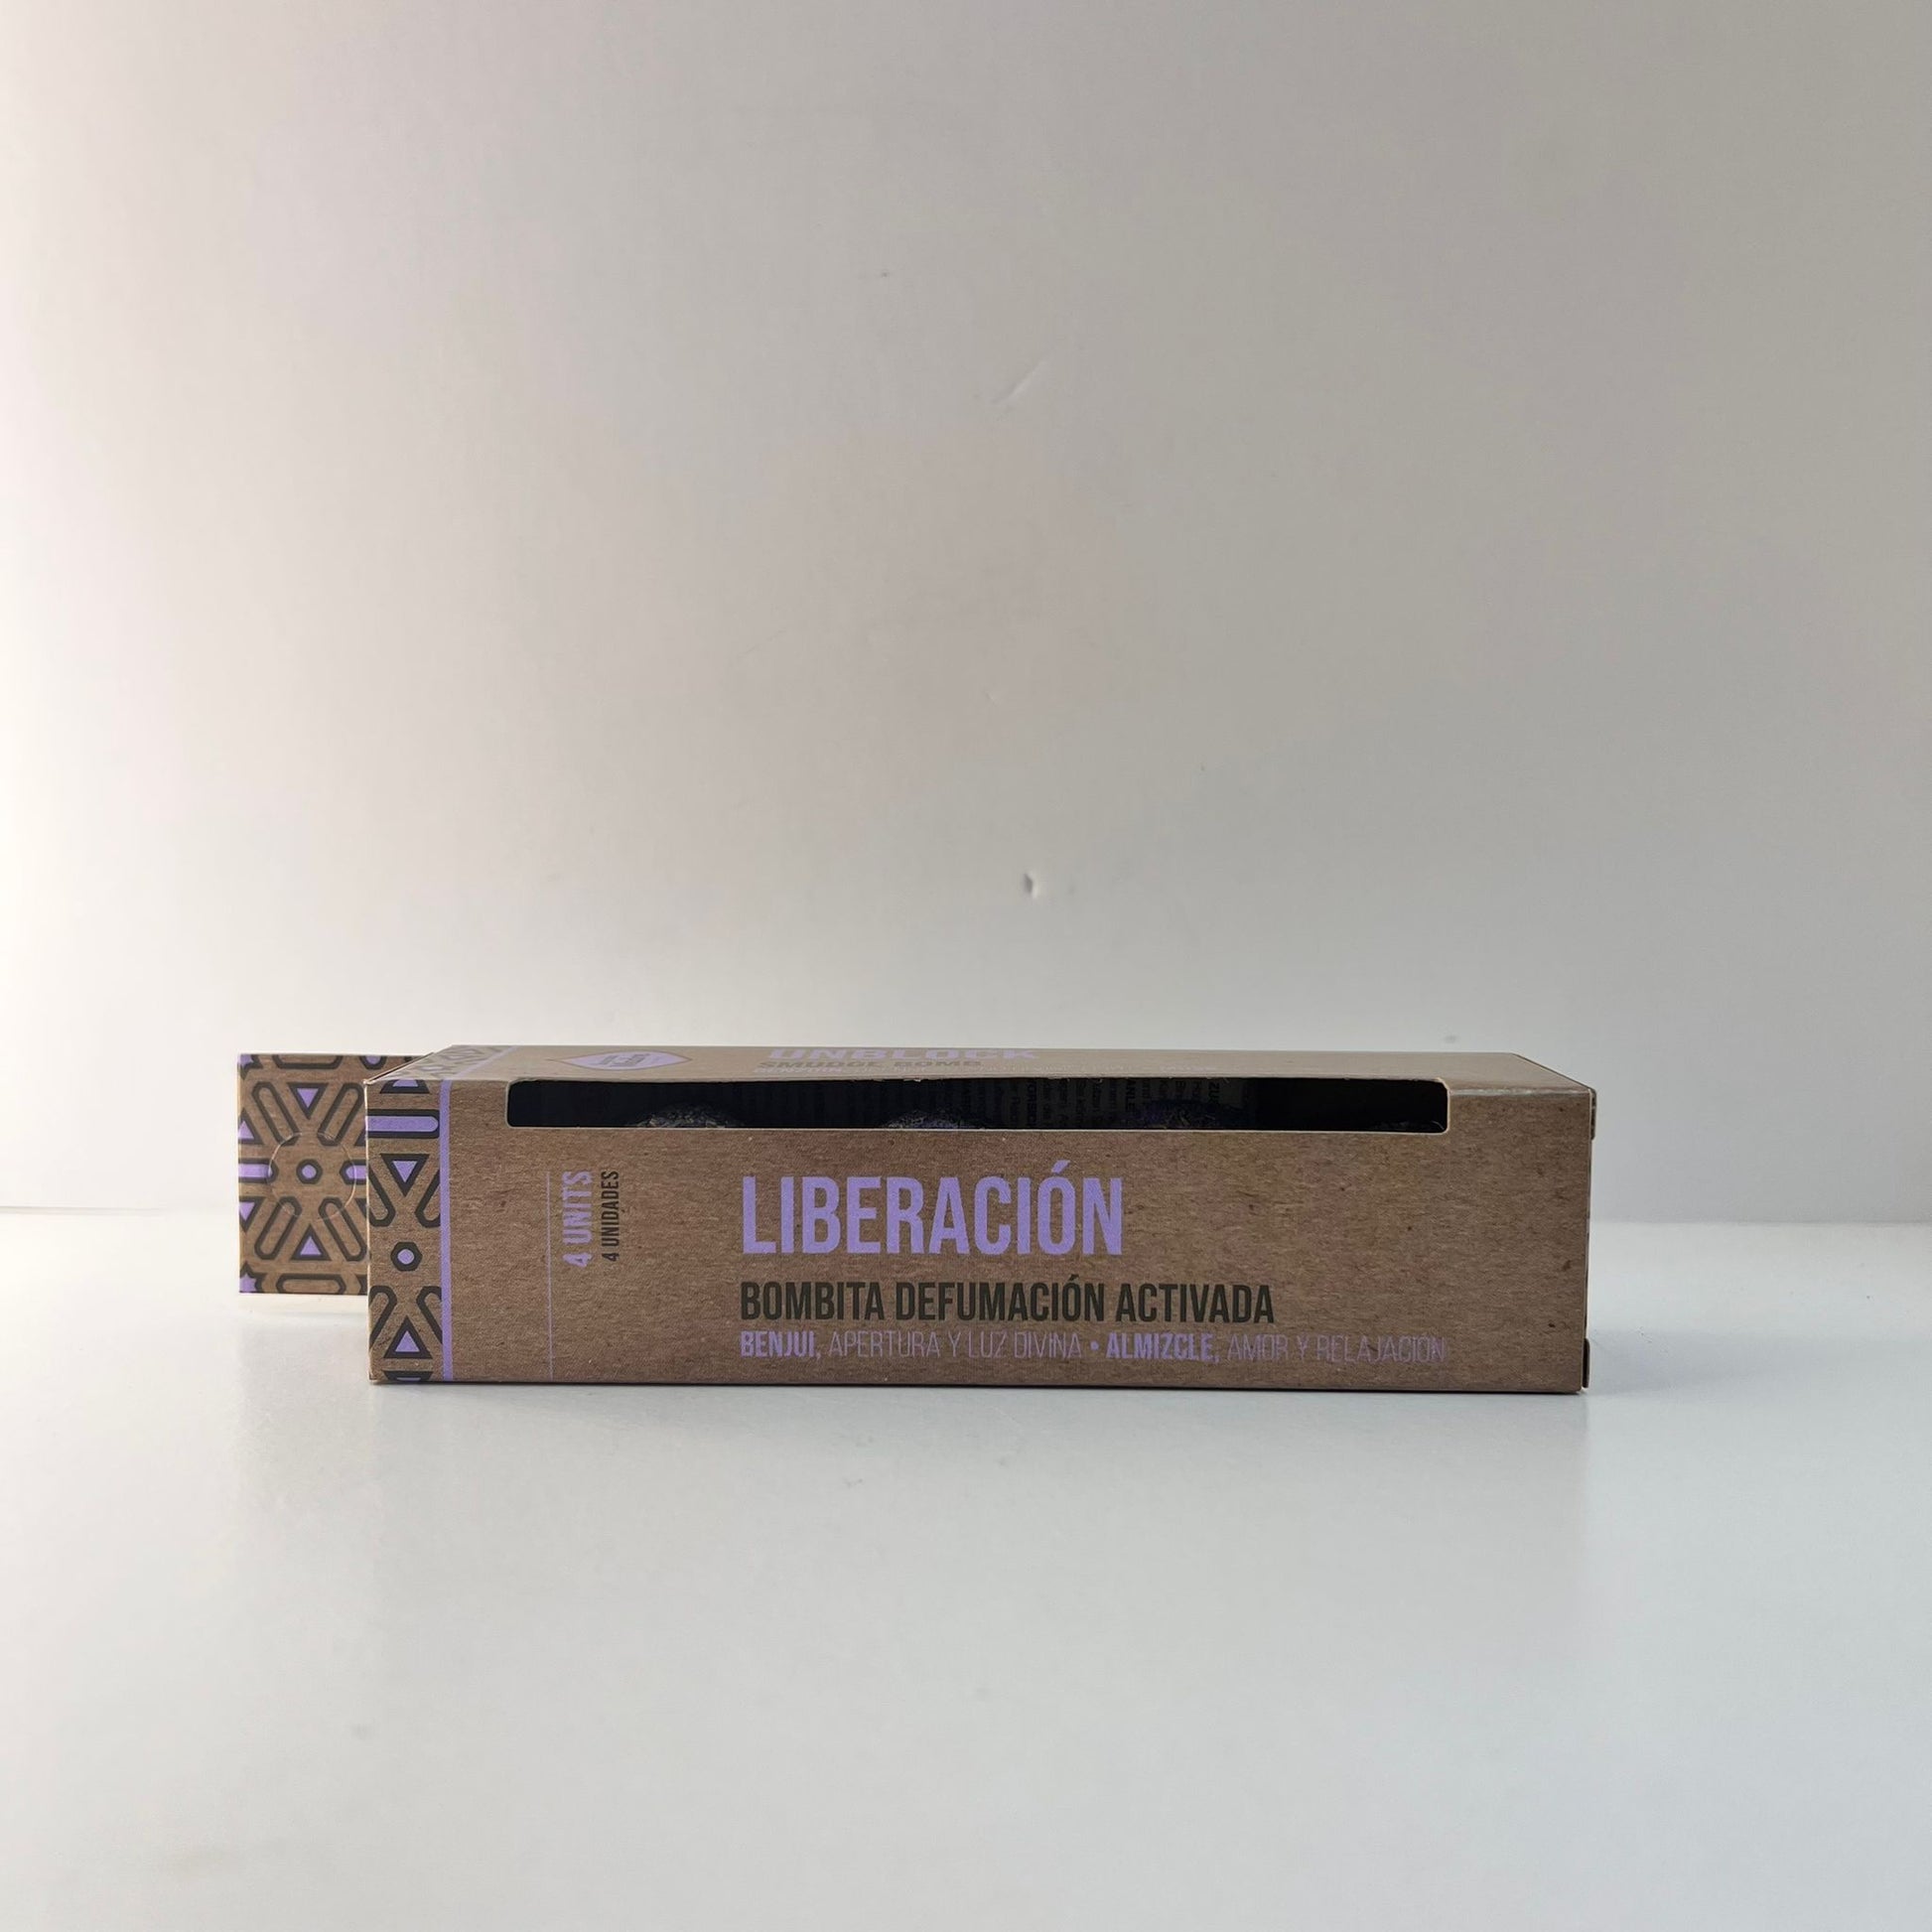 UNBLOCK
SMUDGE BOMB
4 UNITS
4 UNIDADES
LIBERACIÓN
BOMBITA DEFUMACIÓN ACTIVADA
BENJUI, APERTURA Y LUZ DIVINA • ALMIZCLE, AMOR Y RELAJACIÓN